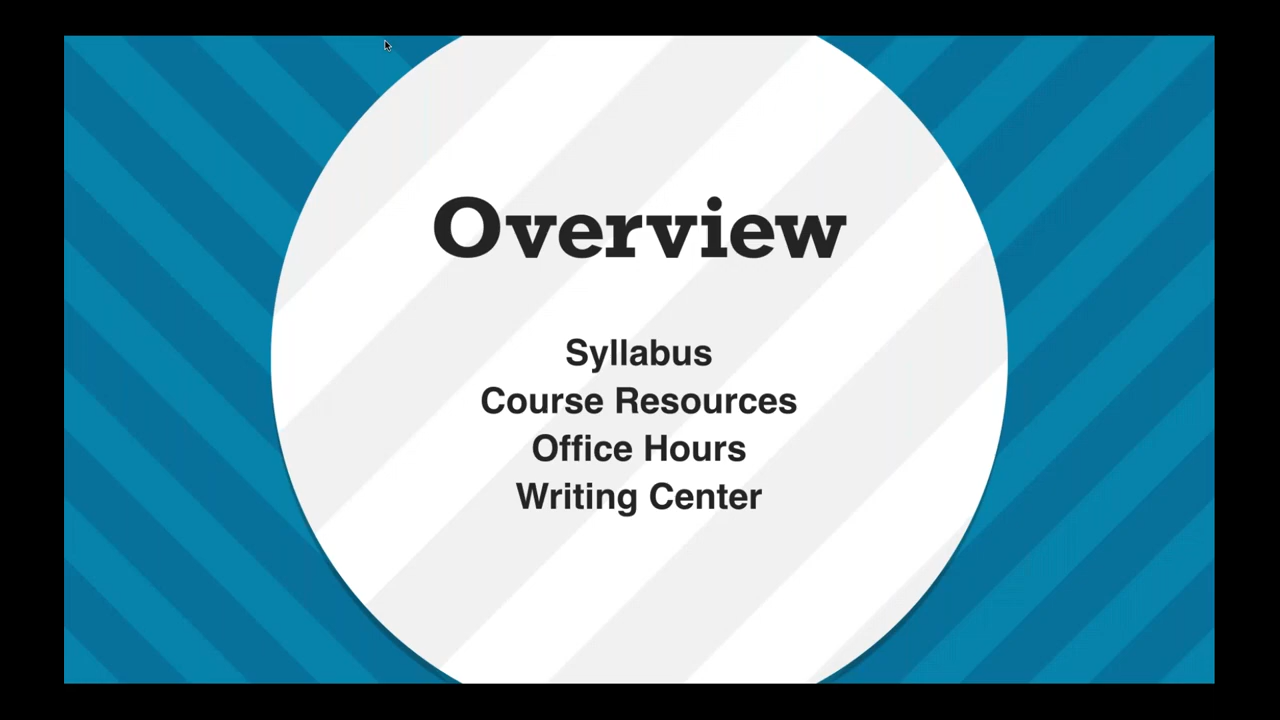 Overview
Syllabus
Course Resources
Office Hours
Writing Center